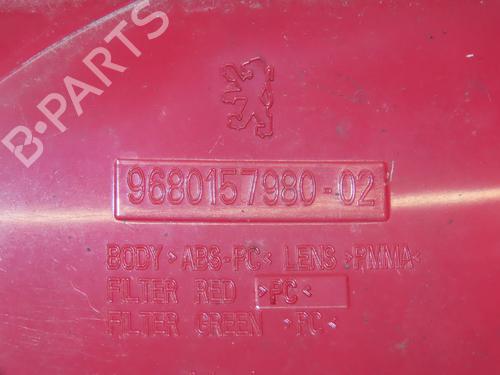 B-PARTS
9680157980-02
BODY >ABS-PC< LENS >PMMA<
FILTER RED >PC<
FILTER GREEN >PC<